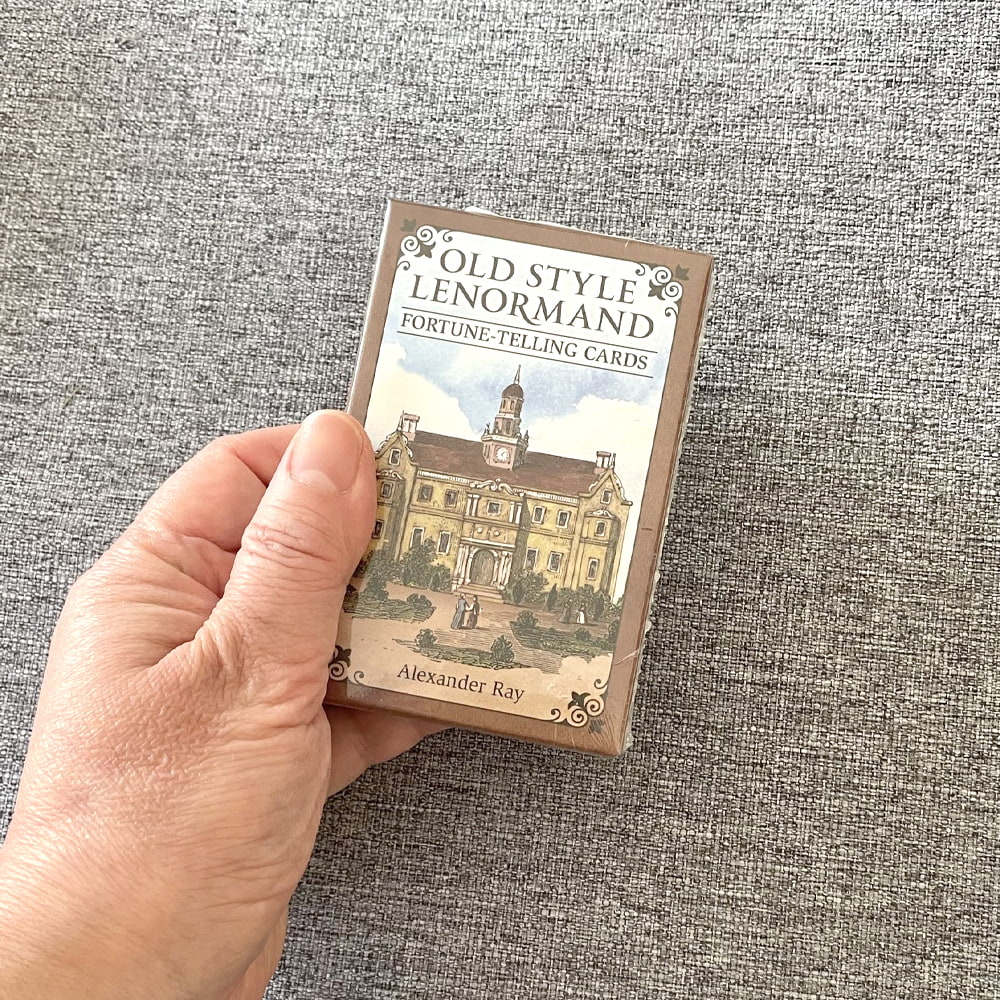 OLD STYLE
LENORMAND
FORTUNE-TELLING CARDS
Alexander Ray